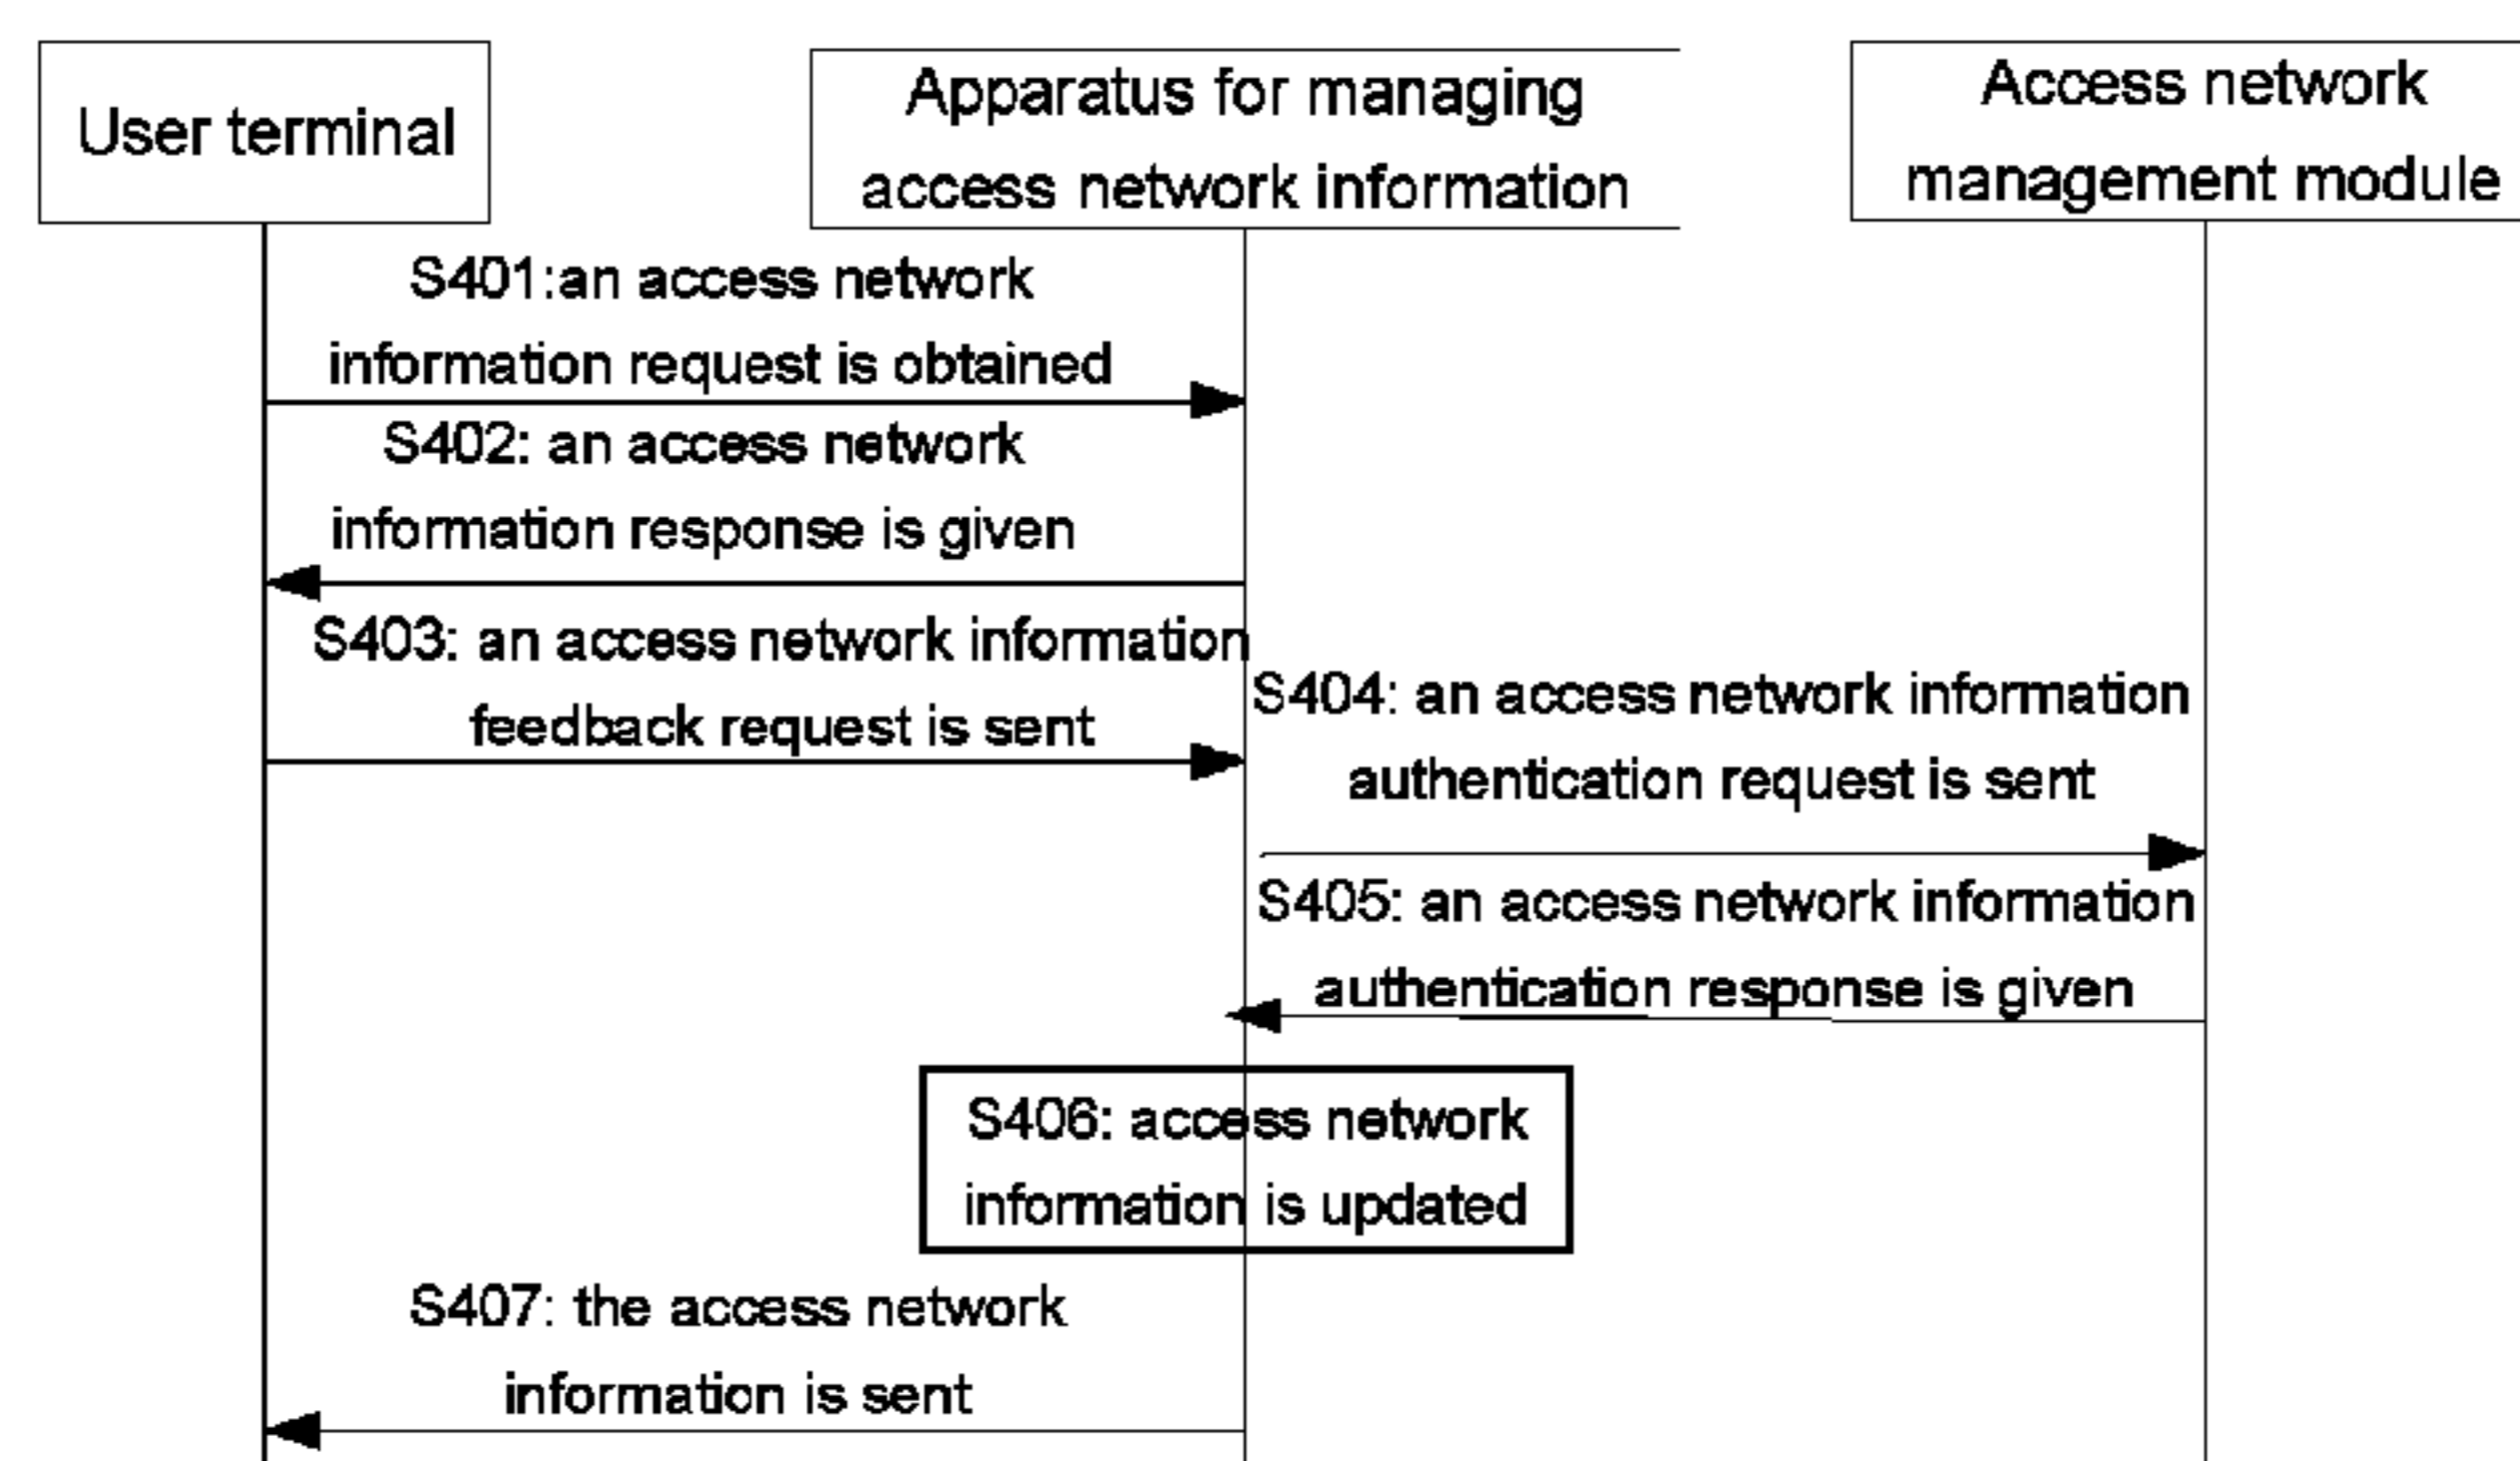 User terminal
Apparatus for managing
access network information
Access network
management module
S401:an access network
information request is obtained
S402: an access network
information response is given
S403: an access network information
feedback request is sent
S404: an access network information
authentication request is sent
S405: an access network information
authentication response is given
S406: access network
information is updated
S407: the access network
information is sent